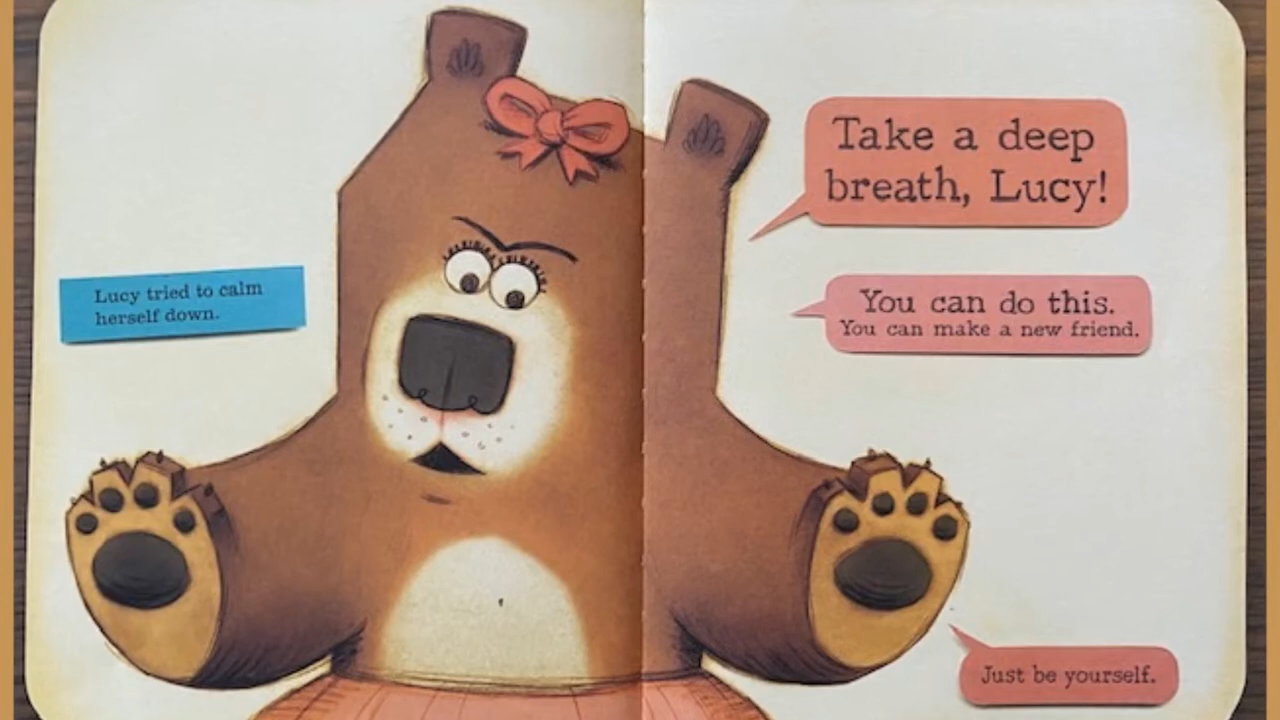 Lucy tried to calm
herself down.
Take a deep
breath, Lucy!
You can do this.
You can make a new friend.
Just be yourself.